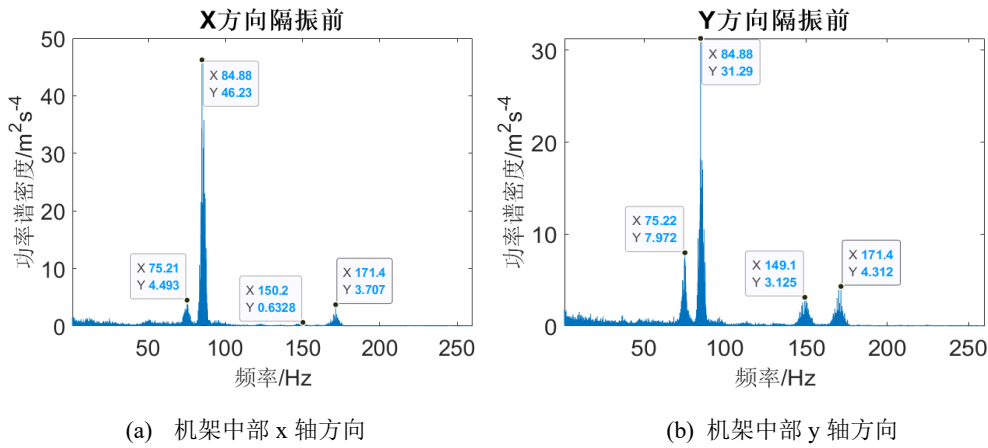 X方向隔振前
功率谱密度/m²s⁻⁴
50
40
30
20
10
0
X 84.88
Y 46.23
X 75.21
Y 4.493
X 150.2
Y 0.6328
X 171.4
Y 3.707
50
100
150
200
250
频率/Hz
(a) 机架中部 x 轴方向
Y方向隔振前
功率谱密度/m²s⁻⁴
30
20
10
0
X 84.88
Y 31.29
X 75.22
Y 7.972
X 149.1
Y 3.125
X 171.4
Y 4.312
50
100
150
200
250
频率/Hz
(b) 机架中部 y 轴方向